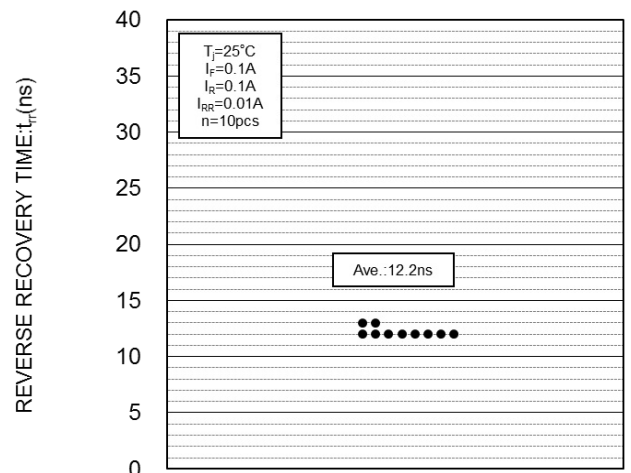 REVERSE RECOVERY TIME:trr(ns)
40
35
30
25
20
15
10
5
0
Tj=25°C
IF=0.1A
IR=0.1A
IRR=0.01A
n=10pcs
Ave.:12.2ns